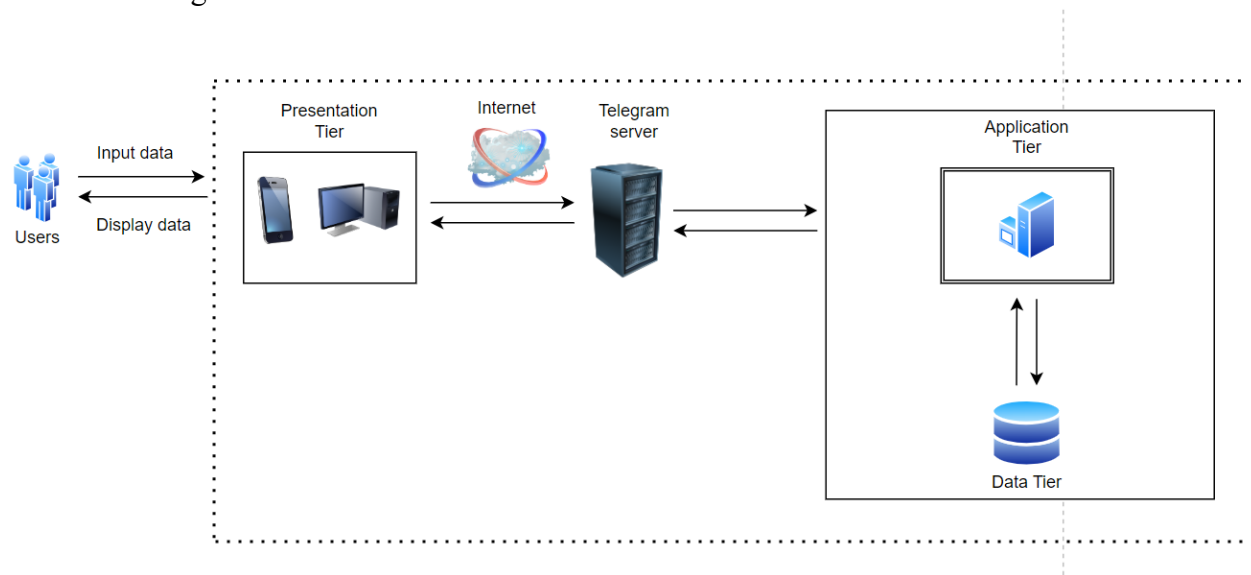 Input data
Display data
Users
Presentation
Tier
Internet
Telegram
server
Application
Tier
Data Tier